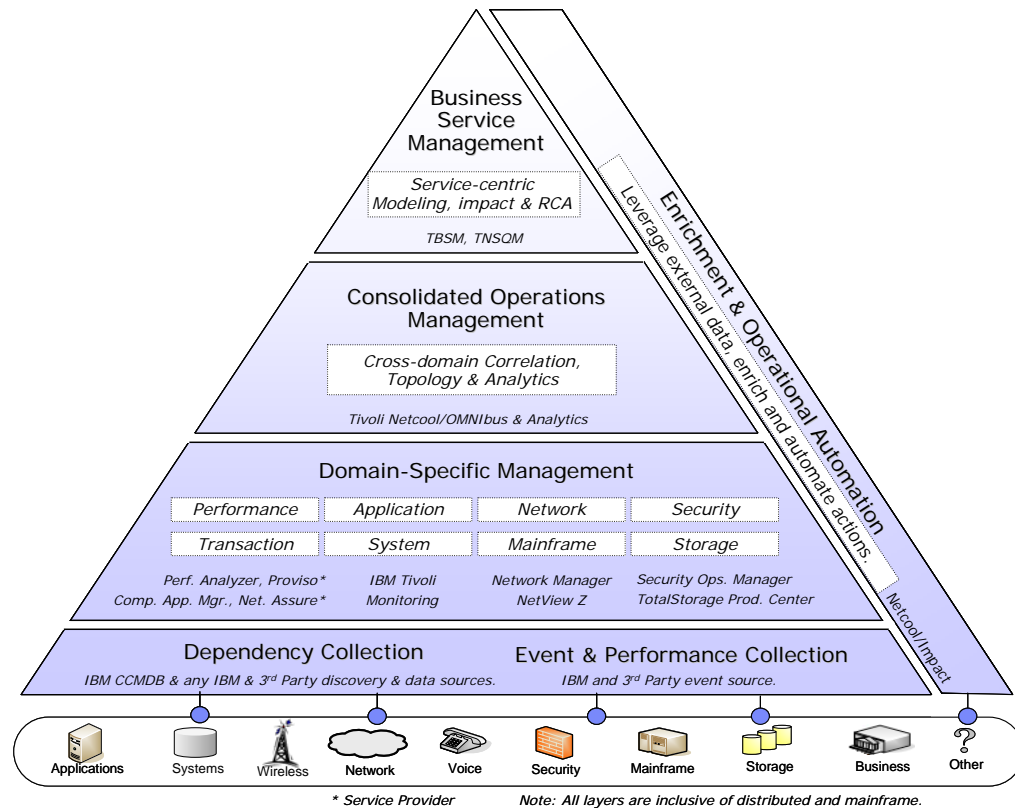 Business
Service
Management
Service-centric
Modeling, impact & RCA
TBSM, TNSQM
Consolidated Operations
Management
Cross-domain Correlation,
Topology & Analytics
Tivoli Netcool/OMNIbus & Analytics
Domain-Specific Management
Performance
Application
Network
Security
Transaction
System
Mainframe
Storage
Perf. Analyzer, Proviso*
Comp. App. Mgr., Net. Assure*
IBM Tivoli
Monitoring
Network Manager
NetView Z
Security Ops. Manager
TotalStorage Prod. Center
Dependency Collection
IBM CCMDB & any IBM & 3rd Party discovery & data sources.
Event & Performance Collection
IBM and 3rd Party event source.
Enrichment & Operational Automation
Leverage external data, enrich and automate actions.
Netcool/Impact
Applications
Systems
Wireless
Network
Voice
Security
Mainframe
Storage
Business
?
Other
* Service Provider
Note: All layers are inclusive of distributed and mainframe.